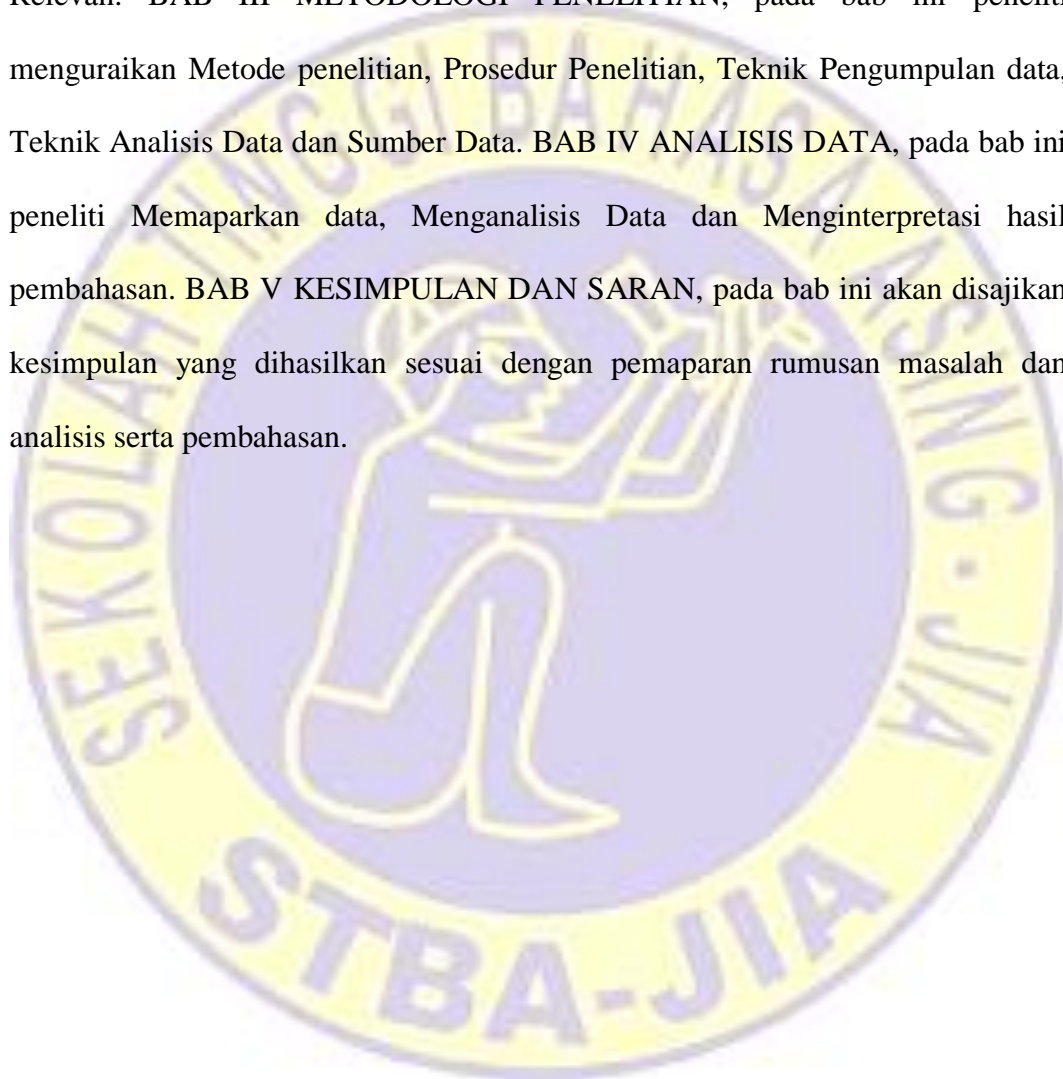 Relevan. BAB III METODOLOGI PENELITIAN, pada bab ini peneliti
menguraikan Metode penelitian, Prosedur Penelitian, Teknik Pengumpulan data,
Teknik Analisis Data dan Sumber Data. BAB IV ANALISIS DATA, pada bab ini
peneliti Memaparkan data, Menganalisis Data dan Menginterpretasi hasil
pembahasan. BAB V KESIMPULAN DAN SARAN, pada bab ini akan disajikan
kesimpulan yang dihasilkan sesuai dengan pemaparan rumusan masalah dan
analisis serta pembahasan.
SEKOLAH TINGGI BAHASA ASING · JIA
STBA-JIA